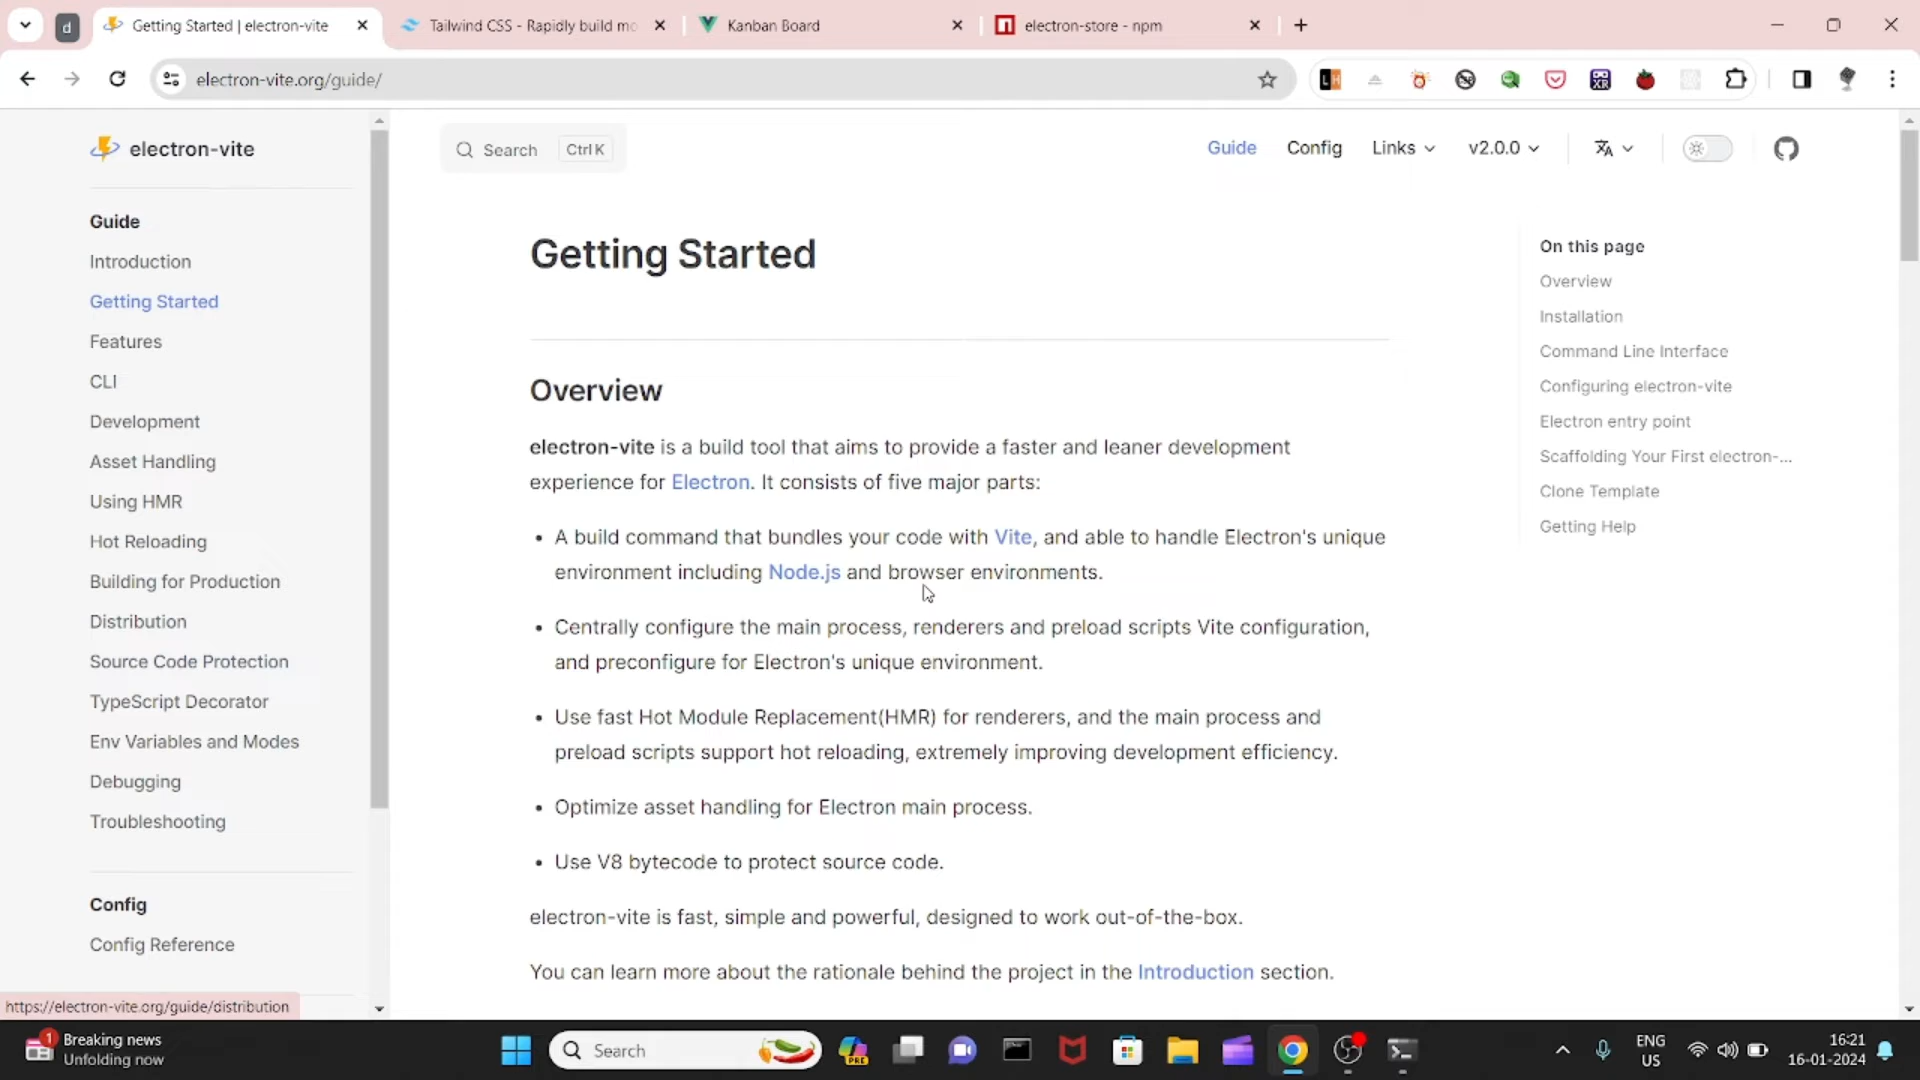 d
Getting Started | electron-vite
Tailwind CSS - Rapidly build mo
Kanban Board
electron-store - npm
electron-vite.org/guide/
electron-vite
Search
Ctrl K
Guide
Config
Links
v2.0.0
Guide
Introduction
Getting Started
Features
CLI
Development
Asset Handling
Using HMR
Hot Reloading
Building for Production
Distribution
Source Code Protection
TypeScript Decorator
Env Variables and Modes
Debugging
Troubleshooting
Config
Config Reference
Getting Started
Overview
electron-vite is a build tool that aims to provide a faster and leaner development
experience for Electron. It consists of five major parts:
• A build command that bundles your code with Vite, and able to handle Electron's unique
environment including Node.js and browser environments.
• Centrally configure the main process, renderers and preload scripts Vite configuration,
and preconfigure for Electron's unique environment.
• Use fast Hot Module Replacement(HMR) for renderers, and the main process and
preload scripts support hot reloading, extremely improving development efficiency.
• Optimize asset handling for Electron main process.
• Use V8 bytecode to protect source code.
electron-vite is fast, simple and powerful, designed to work out-of-the-box.
You can learn more about the rationale behind the project in the Introduction section.
On this page
Overview
Installation
Command Line Interface
Configuring electron-vite
Electron entry point
Scaffolding Your First electron-...
Clone Template
Getting Help
https://electron-vite.org/guide/distribution
1
Breaking news
Unfolding now
Search
PRE
ENG
US
16:21
16-01-2024